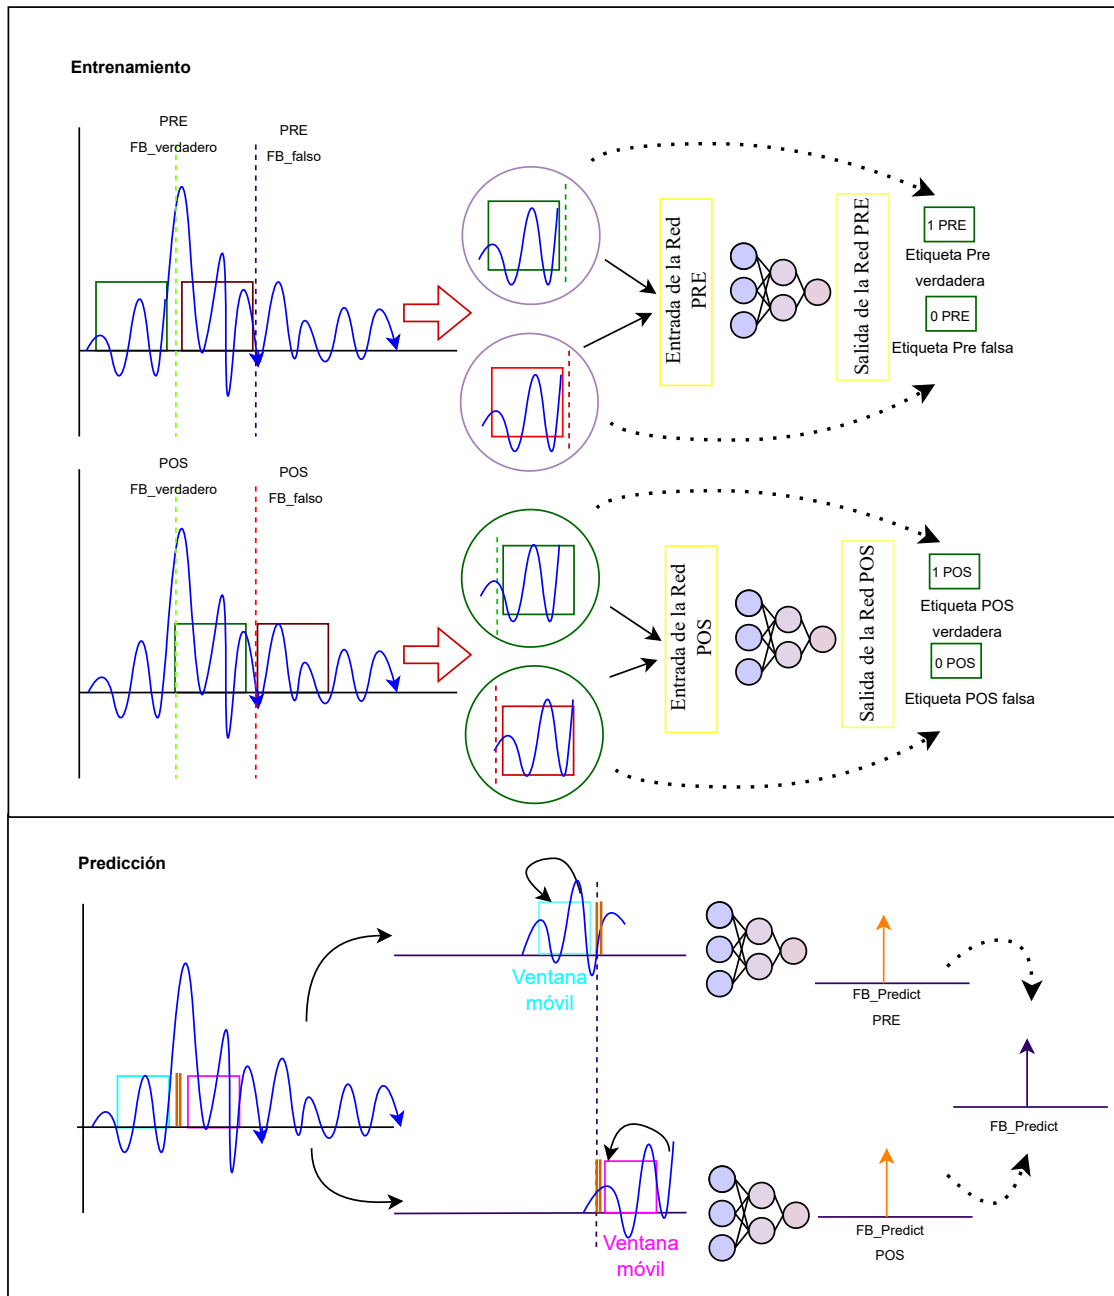 Entrenamiento
PRE
FB_verdadero
PRE
FB_falso
Entrada de la Red
PRE
Salida de la Red PRE
1 PRE
Etiqueta Pre
verdadera
0 PRE
Etiqueta Pre falsa
POS
FB_verdadero
POS
FB_falso
Entrada de la Red
POS
Salida de la Red POS
1 POS
Etiqueta POS
verdadera
0 POS
Etiqueta POS falsa
Predicción
Ventana
móvil
FB_Predict
PRE
FB_Predict
Ventana
móvil
FB_Predict
POS